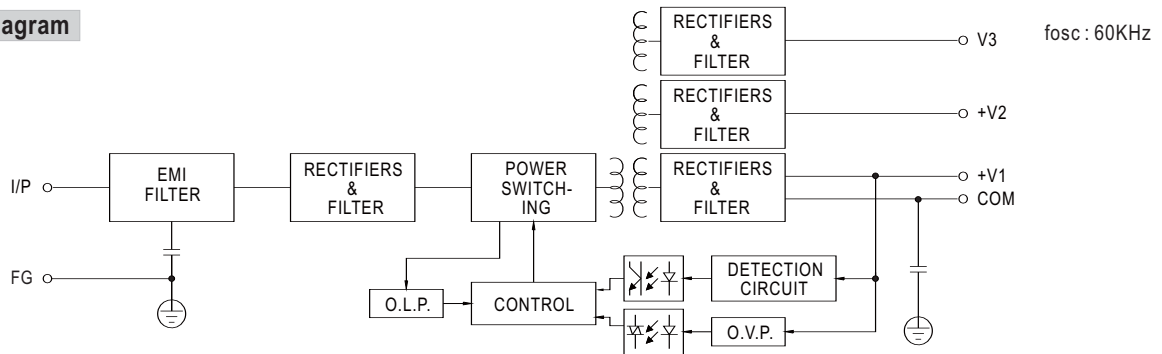 agram
fosc : 60KHz
RECTIFIERS
&
FILTER
V3
RECTIFIERS
&
FILTER
+V2
I/P
EMI
FILTER
RECTIFIERS
&
FILTER
POWER
SWITCH-
ING
RECTIFIERS
&
FILTER
+V1
COM
FG
O.L.P.
CONTROL
DETECTION
CIRCUIT
O.V.P.